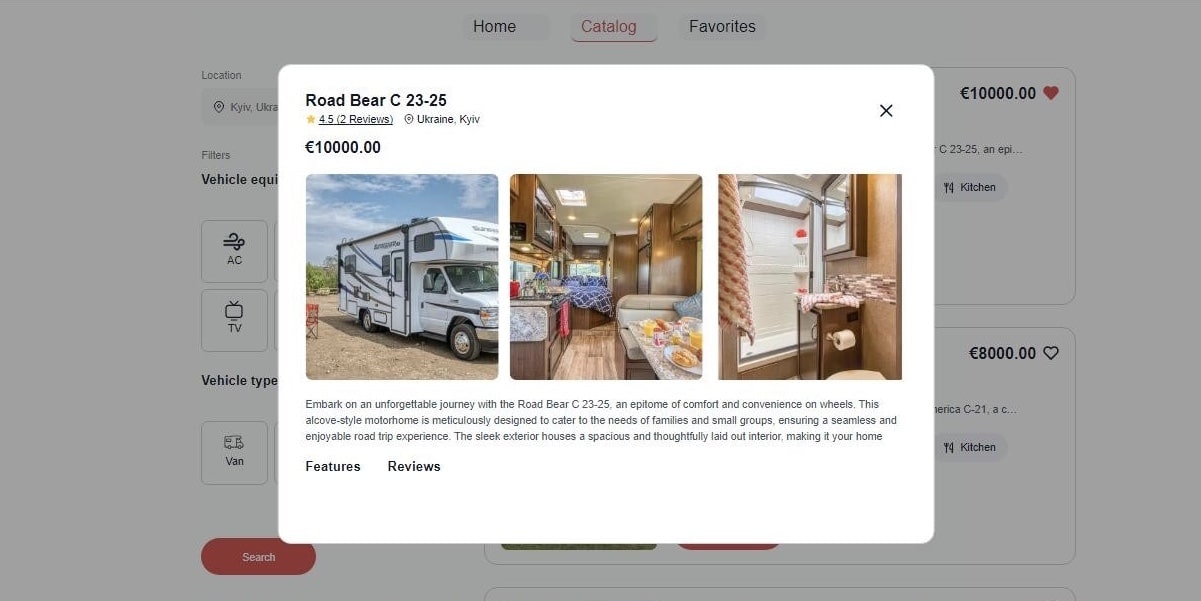 Home
Catalog
Favorites
Location
Kyiv, Ukra
Filters
Vehicle equi
AC
TV
Vehicle type
Van
Search
Road Bear C 23-25
4.5 (2 Reviews)
Ukraine, Kyiv
€10000.00
Embark on an unforgettable journey with the Road Bear C 23-25, an epitome of comfort and convenience on wheels. This
alcove-style motorhome is meticulously designed to cater to the needs of families and small groups, ensuring a seamless and
enjoyable road trip experience. The sleek exterior houses a spacious and thoughtfully laid out interior, making it your home
Features
Reviews
€10000.00
C 23-25, an epi...
Kitchen
€8000.00
nerica C-21, a c...
Kitchen